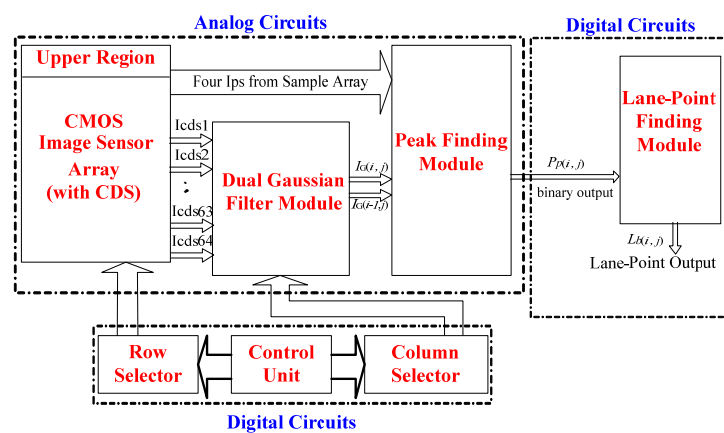 Analog Circuits
Digital Circuits
Upper Region
Four Ips from Sample Array
CMOS
Image Sensor
Array
(with CDS)
Icds1
Icds2
:
Icds63
Icds64
Dual Gaussian
Filter Module
IG(i, j)
IG(i-1,j)
Peak Finding
Module
PP(i, j)
binary output
Lane-Point
Finding
Module
Lb(i, j)
Lane-Point Output
Row
Selector
Control
Unit
Column
Selector
Digital Circuits